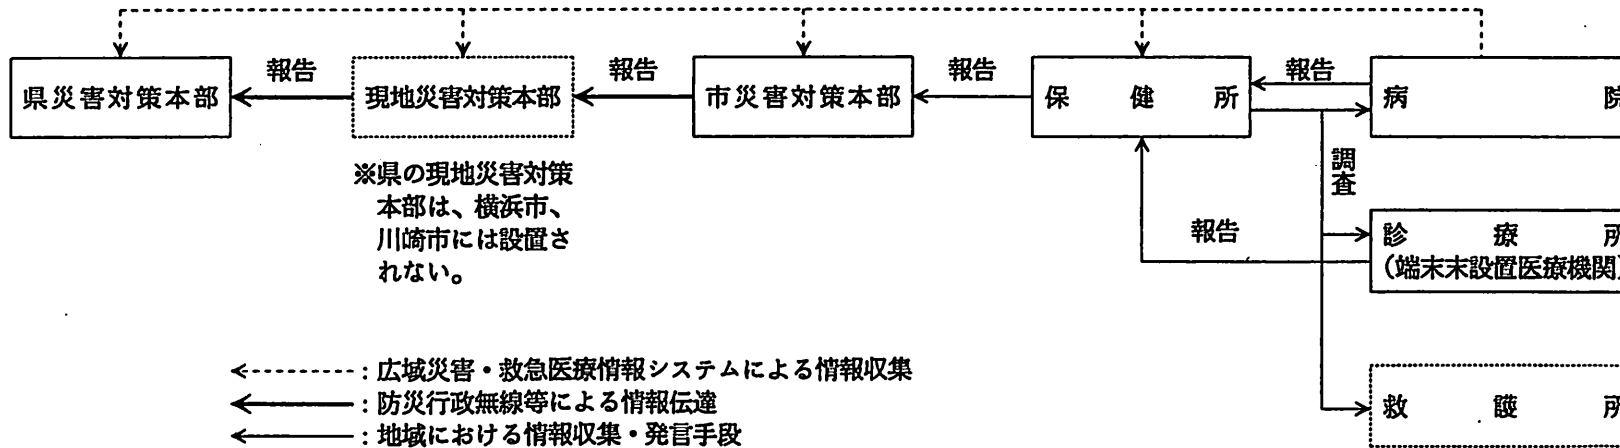 報告
報告
報告
報告
県災害対策本部
現地災害対策本部
市災害対策本部
保健所
病院
※県の現地災害対策
本部は、横浜市、
川崎市には設置さ
れない。
調査
報告
診療所
(端末末設置医療機関)
: 広域災害・救急医療情報システムによる情報収集
: 防災行政無線等による情報伝達
: 地域における情報収集・発言手段
救護所